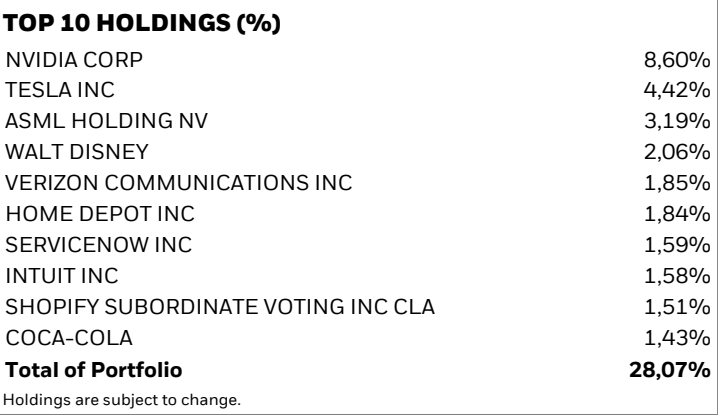 TOP 10 HOLDINGS (%)
NVIDIA CORP 8,60%
TESLA INC 4,42%
ASML HOLDING NV 3,19%
WALT DISNEY 2,06%
VERIZON COMMUNICATIONS INC 1,85%
HOME DEPOT INC 1,84%
SERVICENOW INC 1,59%
INTUIT INC 1,58%
SHOPIFY SUBORDINATE VOTING INC CLA 1,51%
COCA-COLA 1,43%
Total of Portfolio 28,07%
Holdings are subject to change.